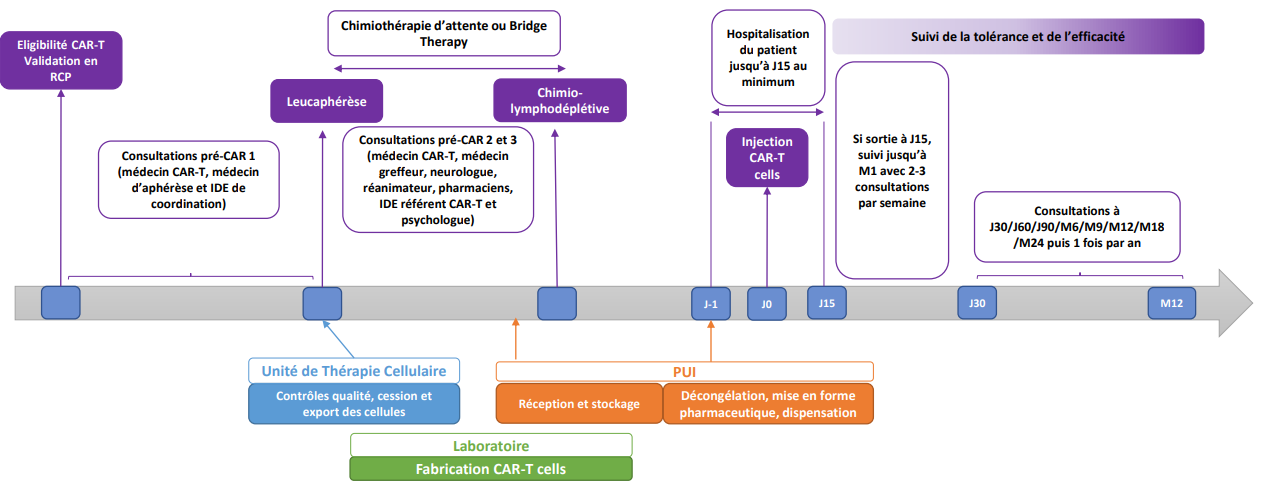 Eligibilité CAR-T
Validation en
RCP
Chimiothérapie d'attente ou Bridge
Therapy
Leucaphérèse
Chimio-
lymphodéplétive
Hospitalisation
du patient
jusqu'à J15 au
minimum
Suivi de la tolérance et de l'efficacité
Consultations pré-CAR 1
(médecin CAR-T, médecin
d'aphérèse et IDE de
coordination)
Consultations pré-CAR 2 et 3
(médecin CAR-T, médecin
greffeur, neurologue,
réanimateur, pharmaciens,
IDE référent CAR-T et
psychologue)
Injection
CAR-T
cells
Si sortie à J15,
suivi jusqu'à
M1 avec 2-3
consultations
par semaine
Consultations à
J30/J60/J90/M6/M9/M12/M18
/M24 puis 1 fois par an
J-1
J0
J15
J30
M12
Unité de Thérapie Cellulaire
Contrôles qualité, cession et
export des cellules
PUI
Réception et stockage
Décongélation, mise en forme
pharmaceutique, dispensation
Laboratoire
Fabrication CAR-T cells